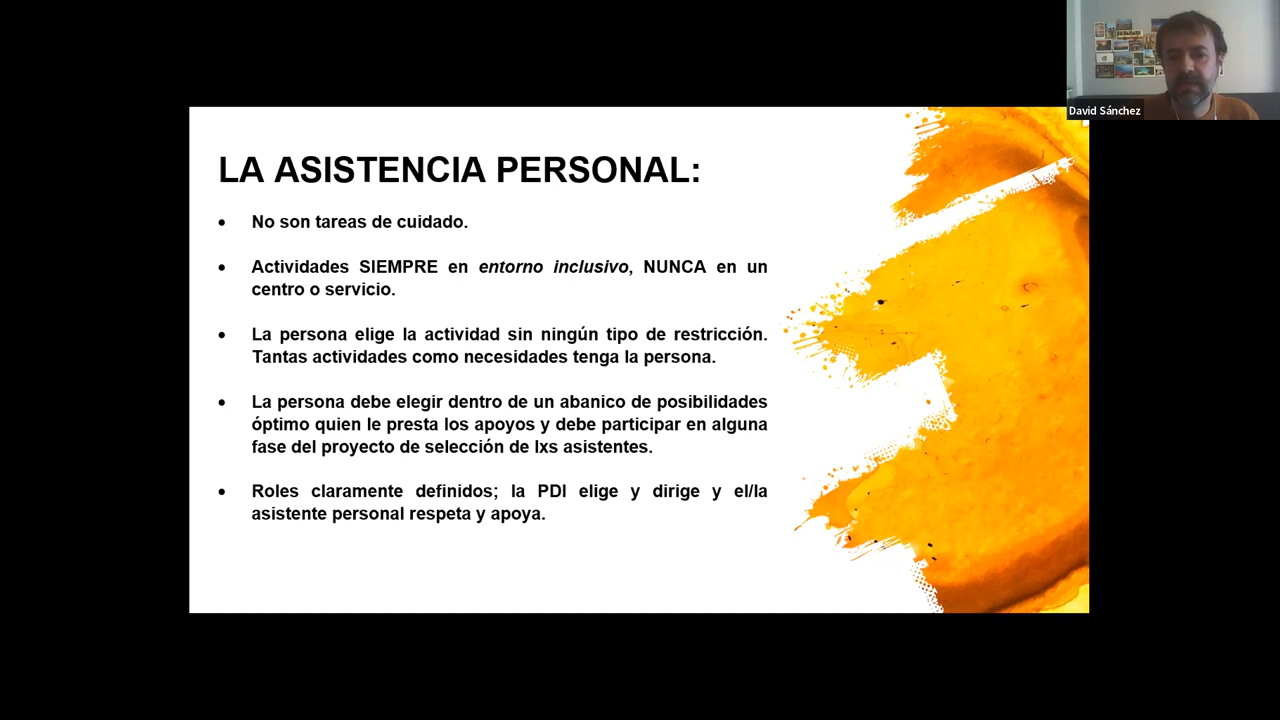 David Sánchez
LA ASISTENCIA PERSONAL:
• No son tareas de cuidado.
• Actividades SIEMPRE en entorno inclusivo, NUNCA en un
centro o servicio.
• La persona elige la actividad sin ningún tipo de restricción.
Tantas actividades como necesidades tenga la persona.
• La persona debe elegir dentro de un abanico de posibilidades
óptimo quien le presta los apoyos y debe participar en alguna
fase del proyecto de selección de lxs asistentes.
• Roles claramente definidos; la PDI elige y dirige y el/la
asistente personal respeta y apoya.